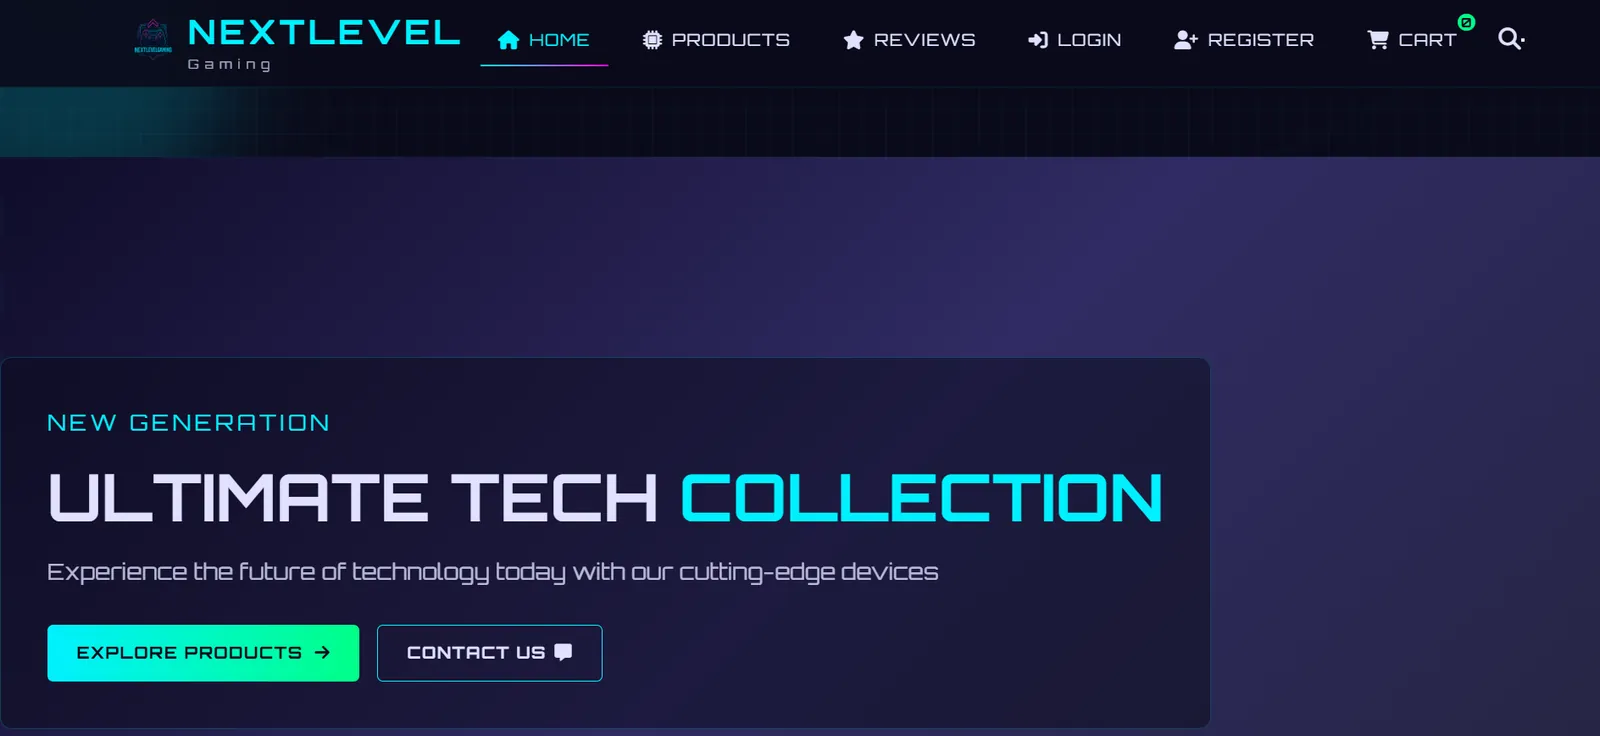 NEXTLEVELGAMING
NEXTLEVEL
Gaming
HOME
PRODUCTS
REVIEWS
LOGIN
REGISTER
CART
0
NEW GENERATION
ULTIMATE TECH COLLECTION
Experience the future of technology today with our cutting-edge devices
EXPLORE PRODUCTS →
CONTACT US